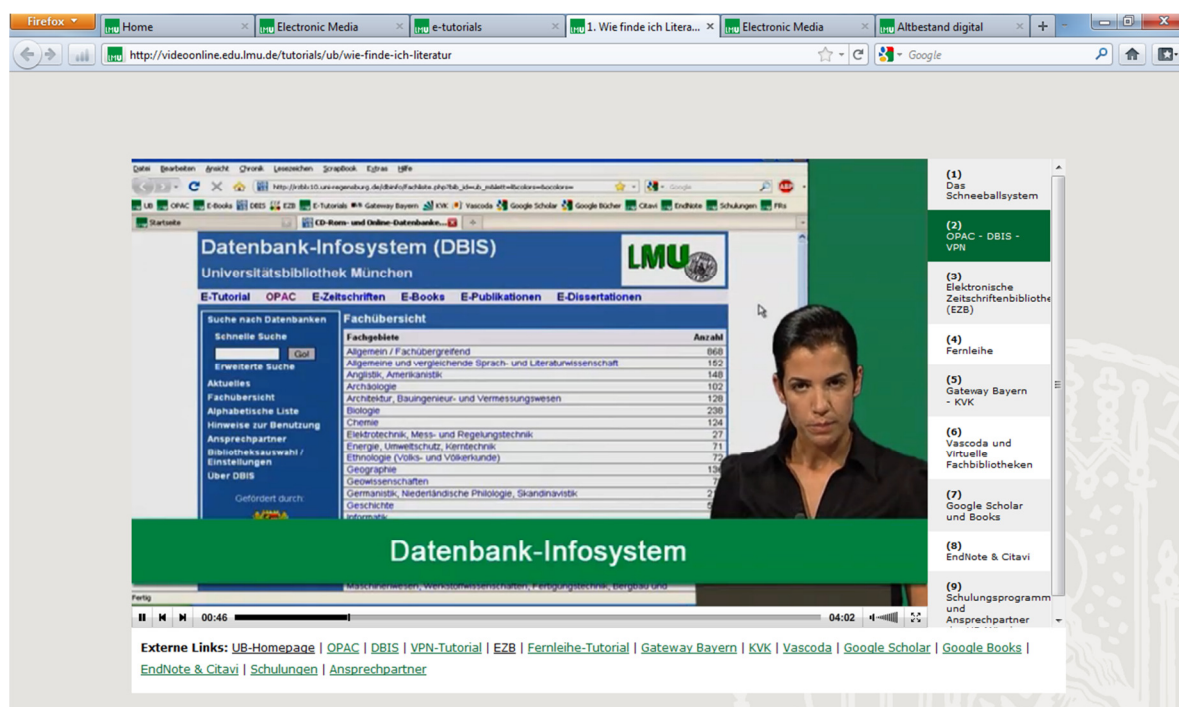 Firefox
Home
Electronic Media
e-tutorials
1. Wie finde ich Litera...
Electronic Media
Altbestand digital
http://videoonline.edu.lmu.de/tutorials/ub/wie-finde-ich-literatur
Google
Datei Bearbeiten Ansicht Chronik Lesezeichen ScrapBook Extras Hilfe
Google
UB OPAC E-Books DBIS EZB E-Tutorials Gateway Bayern KVK Vascoda Google Scholar Google Bücher Citavi EndNote Schulungen FRs
Startseite
CD-Rom- und Online-Datenbanke...
Datenbank-Infosystem (DBIS)
Universitätsbibliothek München
LMU
E-Tutorial OPAC E-Zeitschriften E-Books E-Publikationen E-Dissertationen
Suche nach Datenbanken
Schnelle Suche
Go!
Erweiterte Suche
Aktuelles
Fachübersicht
Alphabetische Liste
Hinweise zur Benutzung
Ansprechpartner
Bibliotheksauswahl /
Einstellungen
Über DBIS
Gefördert durch:
Fachübersicht
Fachgebiete Anzahl
Allgemein / Fachübergreifend 868
Allgemeine und vergleichende Sprach- und Literaturwissenschaft 152
Anglistik, Amerikanistik 148
Archäologie 102
Architektur, Bauingenieur- und Vermessungswesen 128
Biologie 238
Chemie 124
Elektrotechnik, Mess- und Regelungstechnik 27
Energie, Umweltschutz, Kerntechnik 71
Ethnologie (Volks- und Völkerkunde) 72
Geographie
Geowissenschaften
Germanistik, Niederländische Philologie, Skandinavistik
Geschichte
Informatik
Datenbank-Infosystem
Maschinenwesen, Werkstoffwissenschaften, Fertigungstechnik, Bergbau und
Fertig
00:46
04:02
(1)
Das
Schneeballsystem
(2)
OPAC - DBIS -
VPN
(3)
Elektronische
Zeitschriftenbibliothe
(EZB)
(4)
Fernleihe
(5)
Gateway Bayern
- KVK
(6)
Vascoda und
Virtuelle
Fachbibliotheken
(7)
Google Scholar
und Books
(8)
EndNote & Citavi
(9)
Schulungsprogramm
und
Ansprechpartner
Externe Links: UB-Homepage | OPAC | DBIS | VPN-Tutorial | EZB | Fernleihe-Tutorial | Gateway Bayern | KVK | Vascoda | Google Scholar | Google Books |
EndNote & Citavi | Schulungen | Ansprechpartner